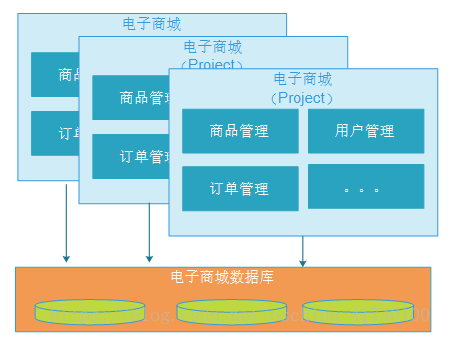 电子商城
商品
订单
电子商城
（Project）
商品管理
订单管理
电子商城
（Project）
商品管理
用户管理
订单管理
。。。
电子商城数据库